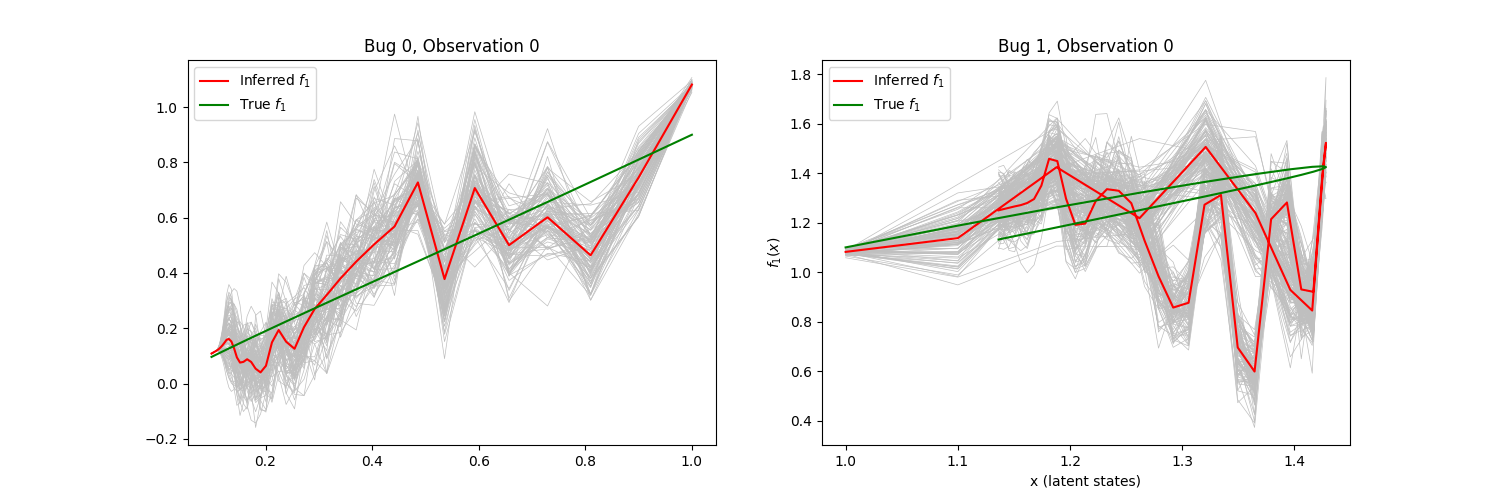 Bug 0, Observation 0
Inferred f₁
True f₁
1.0
0.8
0.6
0.4
0.2
0.0
−0.2
0.2 0.4 0.6 0.8 1.0
Bug 1, Observation 0
Inferred f₁
True f₁
f₁(x)
1.8
1.6
1.4
1.2
1.0
0.8
0.6
0.4
1.0 1.1 1.2 1.3 1.4
x (latent states)